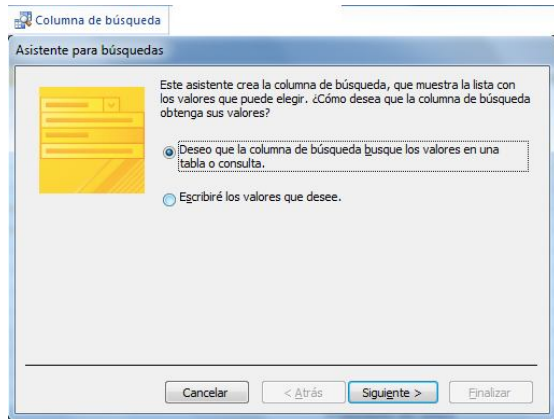 Columna de búsqueda
Asistente para búsquedas
Este asistente crea la columna de búsqueda, que muestra la lista con
los valores que puede elegir. ¿Cómo desea que la columna de búsqueda
obtenga sus valores?
Deseo que la columna de búsqueda busque los valores en una
tabla o consulta.
Escribiré los valores que desee.
Cancelar
< Atrás
Siguiente >
Finalizar